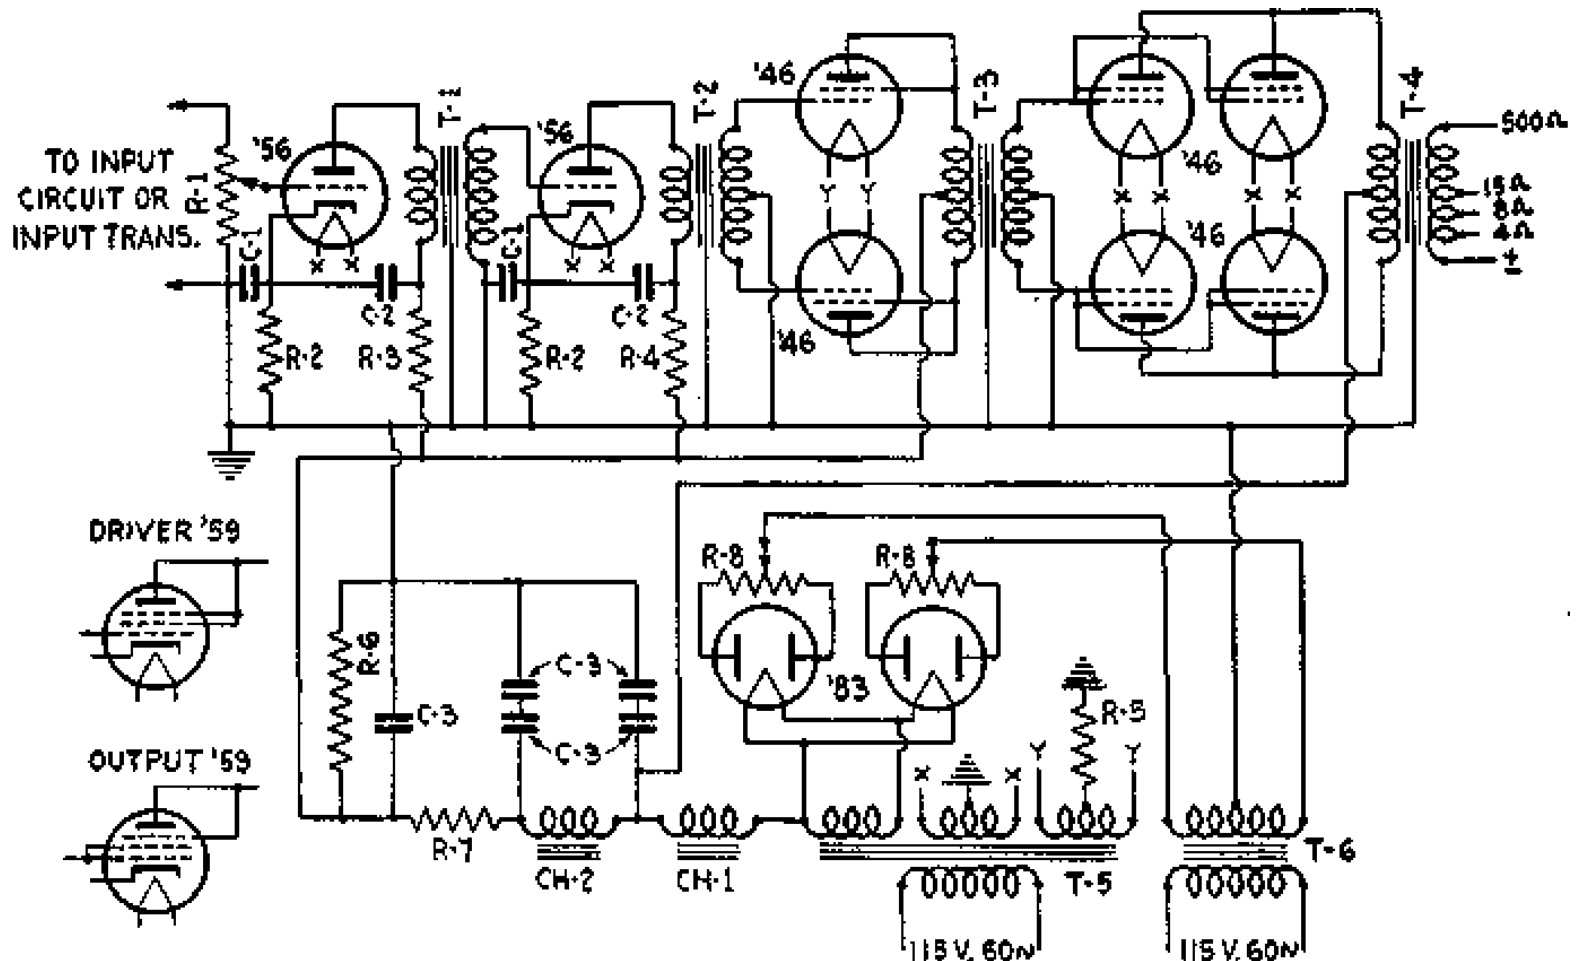 '46
T-3
T-4
T-2
T-1
'56
'56
500Ω
TO INPUT
CIRCUIT OR
INPUT TRANS.
R-1
'46
15Ω
8Ω
4Ω
±
Y Y
X X
X X
'46
C-1
X X
C-1
X X
C-2
C-2
R-2
R-3
R-2
R-4
'46
DRIVER '59
R-8
R-8
R-6
C-3
'83
C-3
R-5
C-3
OUTPUT '59
X
X
Y
Y
R-7
CH-2
CH-1
T-5
T-6
115 V. 60~
115 V. 60~